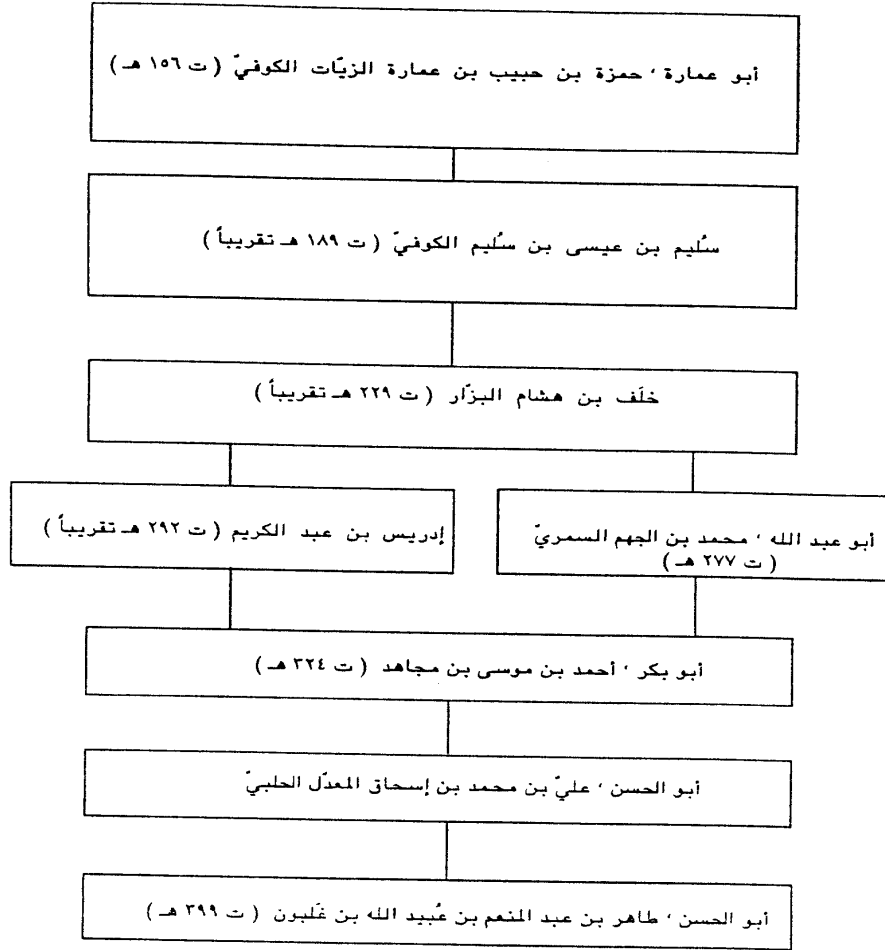 أبو عمارة ، حمزة بن حبيب بن عمارة الزيّات الكوفيّ ( ت ١٥٦ هـ )
سُليم بن عيسى بن سُليم الكوفيّ ( ت ١٨٩ هـ تقريباً )
خلَف بن هشام البزّار ( ت ٢٢٩ هـ تقريباً )
أبو عبد الله ، محمد بن الجهم السمريّ
( ت ٢٧٧ هـ )
إدريس بن عبد الكريم ( ت ٢٩٢ هـ تقريباً )
أبو بكر ، أحمد بن موسى بن مجاهد ( ت ٣٢٤ هـ )
أبو الحسن ، عليّ بن محمد بن إسحاق المعدّل الحلبيّ
أبو الحسن ، طاهر بن عبد المنعم بن عُبيد الله بن غَلبون ( ت ٣٩٩ هـ )